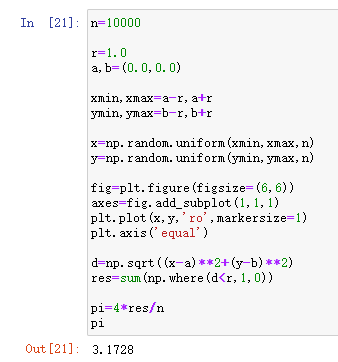 In [21]: n=10000
r=1.0
a,b=(0.0,0.0)
xmin,xmax=a-r,a+r
ymin,ymax=b-r,b+r
x=np.random.uniform(xmin,xmax,n)
y=np.random.uniform(ymin,ymax,n)
fig=plt.figure(figsize=(6,6))
axes=fig.add_subplot(1,1,1)
plt.plot(x,y,'ro',markersize=1)
plt.axis('equal')
d=np.sqrt((x-a)**2+(y-b)**2)
res=sum(np.where(d<r,1,0))
pi=4*res/n
pi
Out[21]: 3.1728